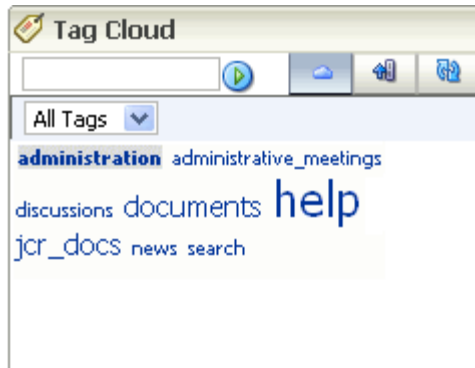 Tag Cloud
All Tags
administration administrative_meetings
discussions documents help
jcr_docs news search